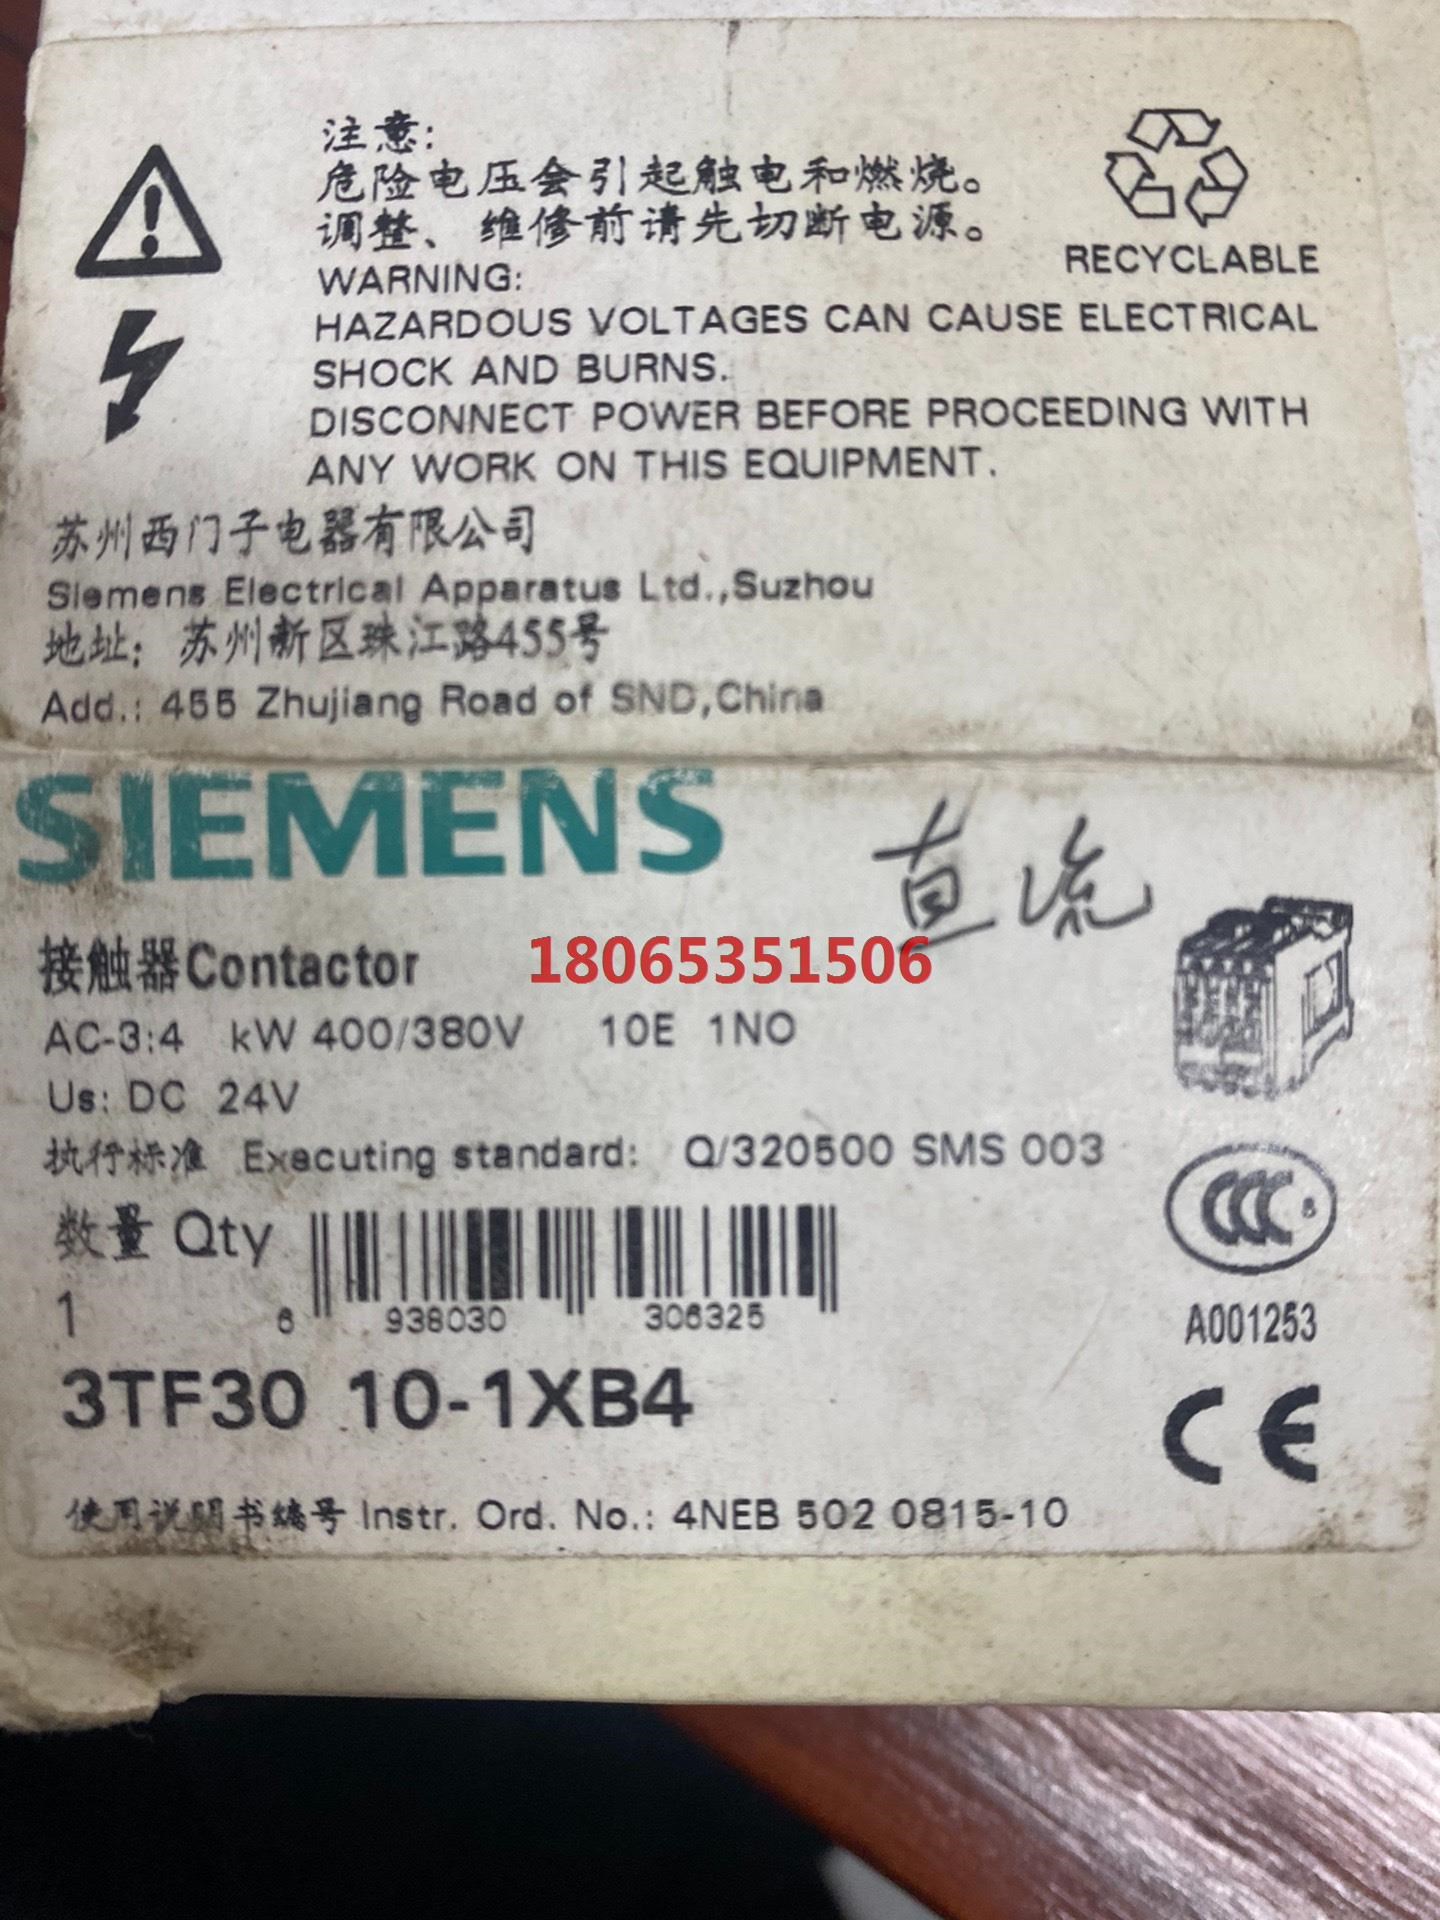 注意：
危险电压会引起触电和燃烧。
调整、维修前请先切断电源。
WARNING:
HAZARDOUS VOLTAGES CAN CAUSE ELECTRICAL
SHOCK AND BURNS.
DISCONNECT POWER BEFORE PROCEEDING WITH
ANY WORK ON THIS EQUIPMENT.
RECYCLABLE
苏州西门子电器有限公司
Siemens Electrical Apparatus Ltd.,Suzhou
地址：苏州新区珠江路455号
Add.: 455 Zhujiang Road of SND,China
SIEMENS
直流
接触器Contactor
18065351506
AC-3:4 kW 400/380V 10E 1NO
Us: DC 24V
执行标准 Executing standard: Q/320500 SMS 003
数量 Qty
1
6 938030 306325
CCC S
A001253
3TF30 10-1XB4
CE
使用说明书编号 Instr. Ord. No.: 4NEB 502 0815-10